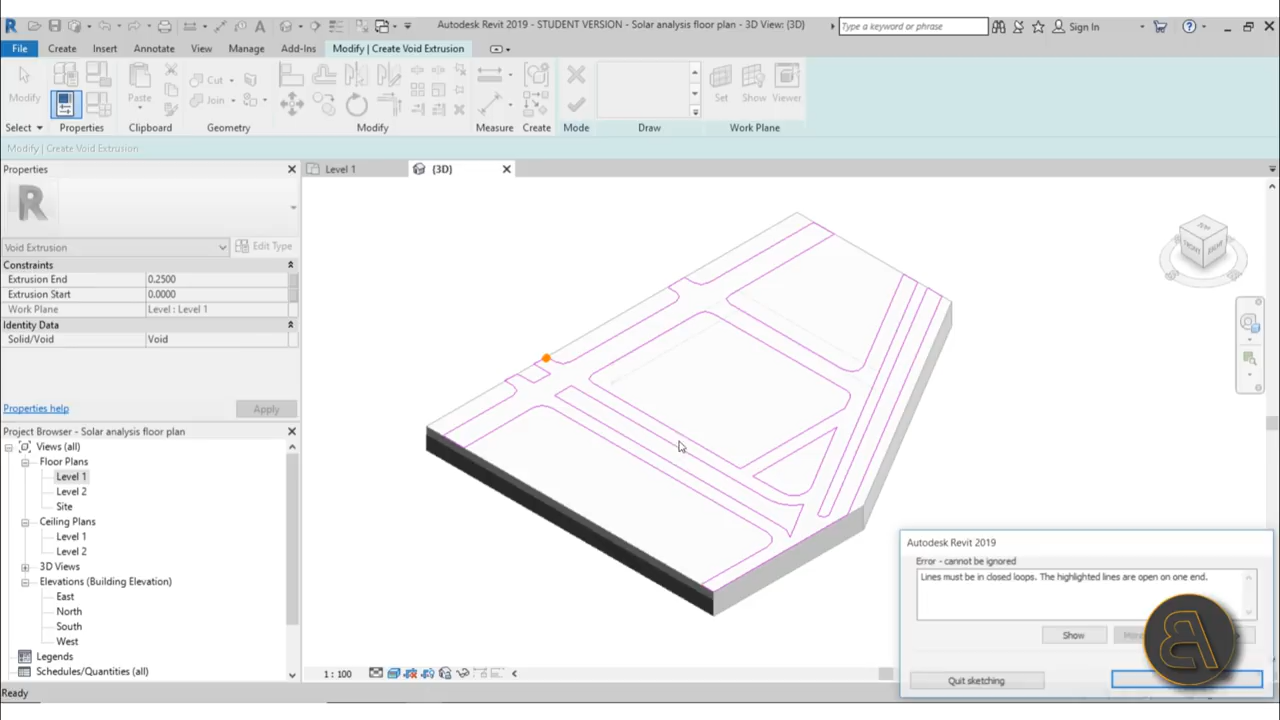 Autodesk Revit 2019 - STUDENT VERSION - Solar analysis floor plan - 3D View: {3D}
Type a keyword or phrase
Sign In
File
Create
Insert
Annotate
View
Manage
Add-Ins
Modify | Create Void Extrusion
Modify
Paste
Cut
Join
Set
Show
Viewer
Select
Properties
Clipboard
Geometry
Modify
Measure
Create
Mode
Draw
Work Plane
Modify | Create Void Extrusion
Properties
Level 1
{3D}
Void Extrusion
Edit Type
Constraints
Extrusion End 0.2500
Extrusion Start 0.0000
Work Plane Level : Level 1
Identity Data
Solid/Void Void
Properties help
Apply
Project Browser - Solar analysis floor plan
Views (all)
Floor Plans
Level 1
Level 2
Site
Ceiling Plans
Level 1
Level 2
3D Views
Elevations (Building Elevation)
East
North
South
West
Legends
Schedules/Quantities (all)
TOP
FRONT
Autodesk Revit 2019
Error - cannot be ignored
Lines must be in closed loops. The highlighted lines are open on one end.
Show
Quit sketching
1 : 100
Ready